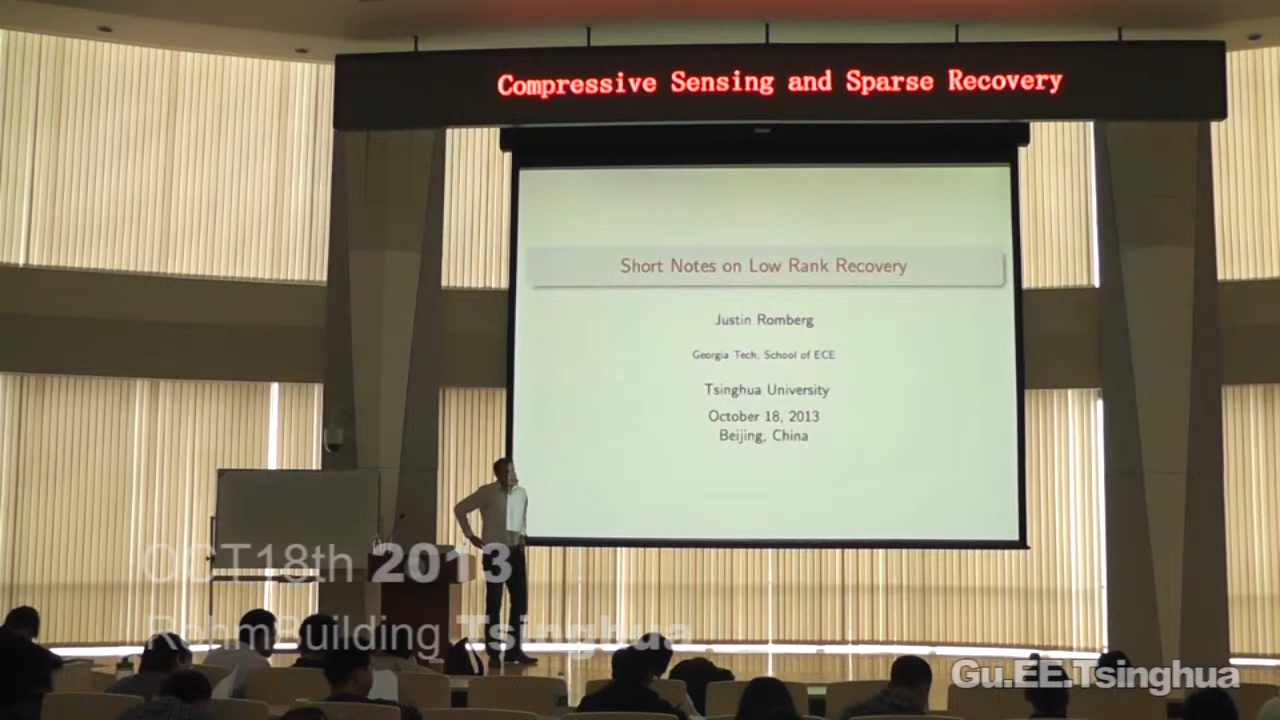 Compressive Sensing and Sparse Recovery
Short Notes on Low Rank Recovery
Justin Romberg
Georgia Tech, School of ECE
Tsinghua University
October 18, 2013
Beijing, China
OCT18th 2013
RohmBuilding Tsinghua
Gu.EE.Tsinghua